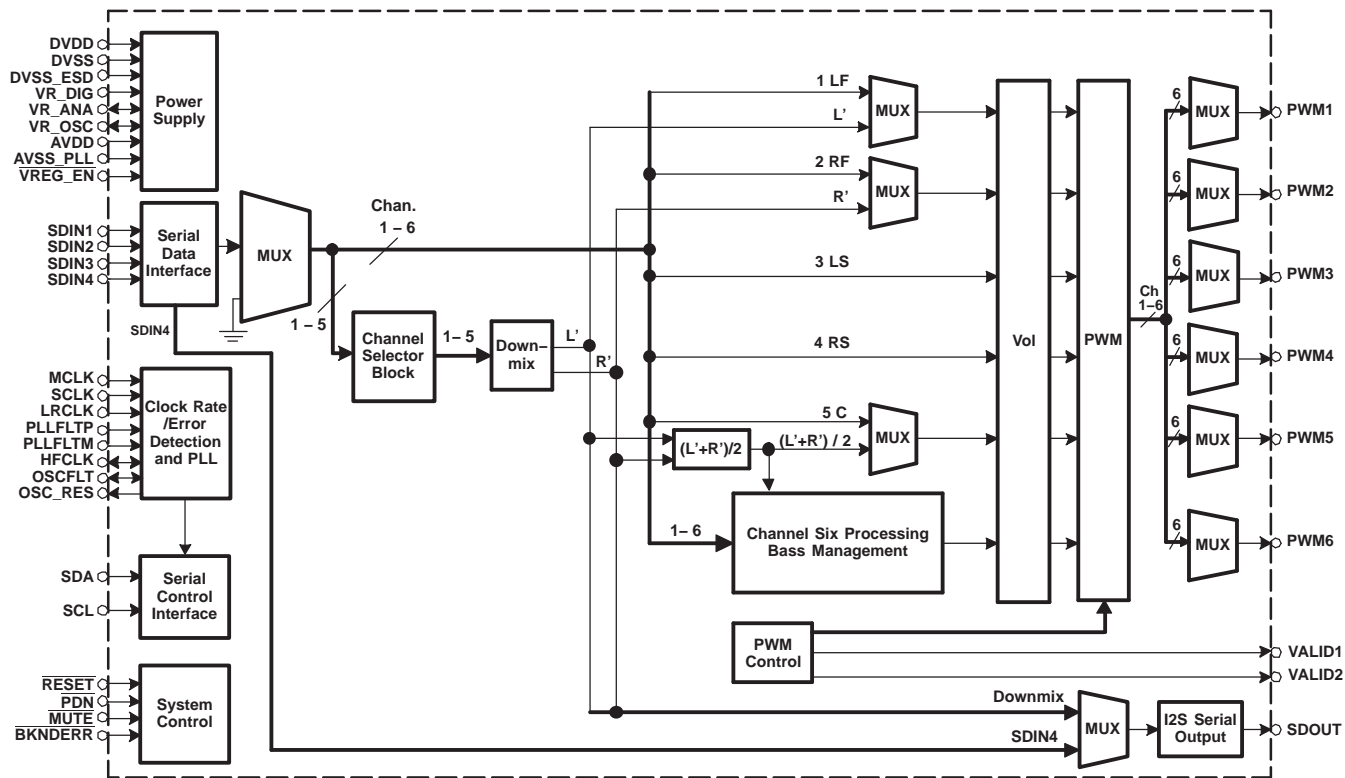 DVDD
DVSS
DVSS_ESD
VR_DIG
VR_ANA
VR_OSC
AVDD
AVSS_PLL
VREG_EN
Power
Supply
SDIN1
SDIN2
SDIN3
SDIN4
Serial
Data
Interface
MUX
Chan.
1 – 6
1 – 5
SDIN4
Channel
Selector
Block
1– 5
Down–
mix
L’
R’
MCLK
SCLK
LRCLK
PLLFLTP
PLLFLTM
HFCLK
OSCFLT
OSC_RES
Clock Rate
/Error
Detection
and PLL
SDA
SCL
Serial
Control
Interface
RESET
PDN
MUTE
BKNDERR
System
Control
1 LF
L’
MUX
2 RF
R’
MUX
3 LS
4 RS
5 C
(L’+R’)/2
(L’+R’) / 2
MUX
1– 6
Channel Six Processing
Bass Management
Vol
PWM
Ch
1–6
6
MUX
PWM1
6
MUX
PWM2
6
MUX
PWM3
6
MUX
PWM4
6
MUX
PWM5
6
MUX
PWM6
PWM
Control
VALID1
VALID2
Downmix
SDIN4
MUX
I2S Serial
Output
SDOUT